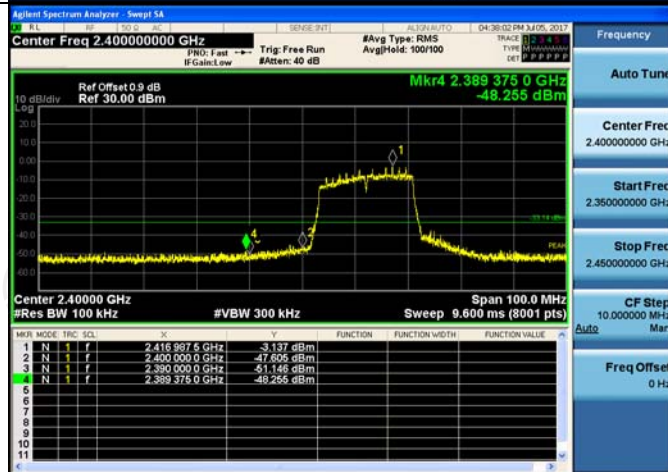 Agilent Spectrum Analyzer - Swept SA
RL RF 50 Ω AC SENSE:INT ALIGN AUTO 04:38:02 PM Jul 05, 2017
Center Freq 2.400000000 GHz
PNO: Fast
IFGain:Low
Trig: Free Run
#Atten: 40 dB
#Avg Type: RMS
Avg|Hold: 100/100
TRACE 1 2 3 4 5 6
TYPE M
DET P P P P P P
Ref Offset 0.9 dB
10 dB/div Ref 30.00 dBm
Log
Mkr4 2.389 375 0 GHz
-48.255 dBm
20.0
10.0
0.00
-10.0
-20.0
-30.0
-40.0
-50.0
-60.0
1
4
PEAK
Center 2.40000 GHz Span 100.0 MHz
#Res BW 100 kHz #VBW 300 kHz Sweep 9.600 ms (8001 pts)
MKR MODE TRC SCL X Y FUNCTION FUNCTION WIDTH FUNCTION VALUE
1 N 1 f 2.416 987 5 GHz -3.137 dBm
2 N 1 f 2.400 000 0 GHz -47.605 dBm
3 N 1 f 2.390 000 0 GHz -51.146 dBm
4 N 1 f 2.389 375 0 GHz -48.255 dBm
5
6
7
8
9
10
11
Frequency
Auto Tune
Center Freq
2.400000000 GHz
Start Freq
2.350000000 GHz
Stop Freq
2.450000000 GHz
CF Step
10.000000 MHz
Auto Man
Freq Offset
0 Hz